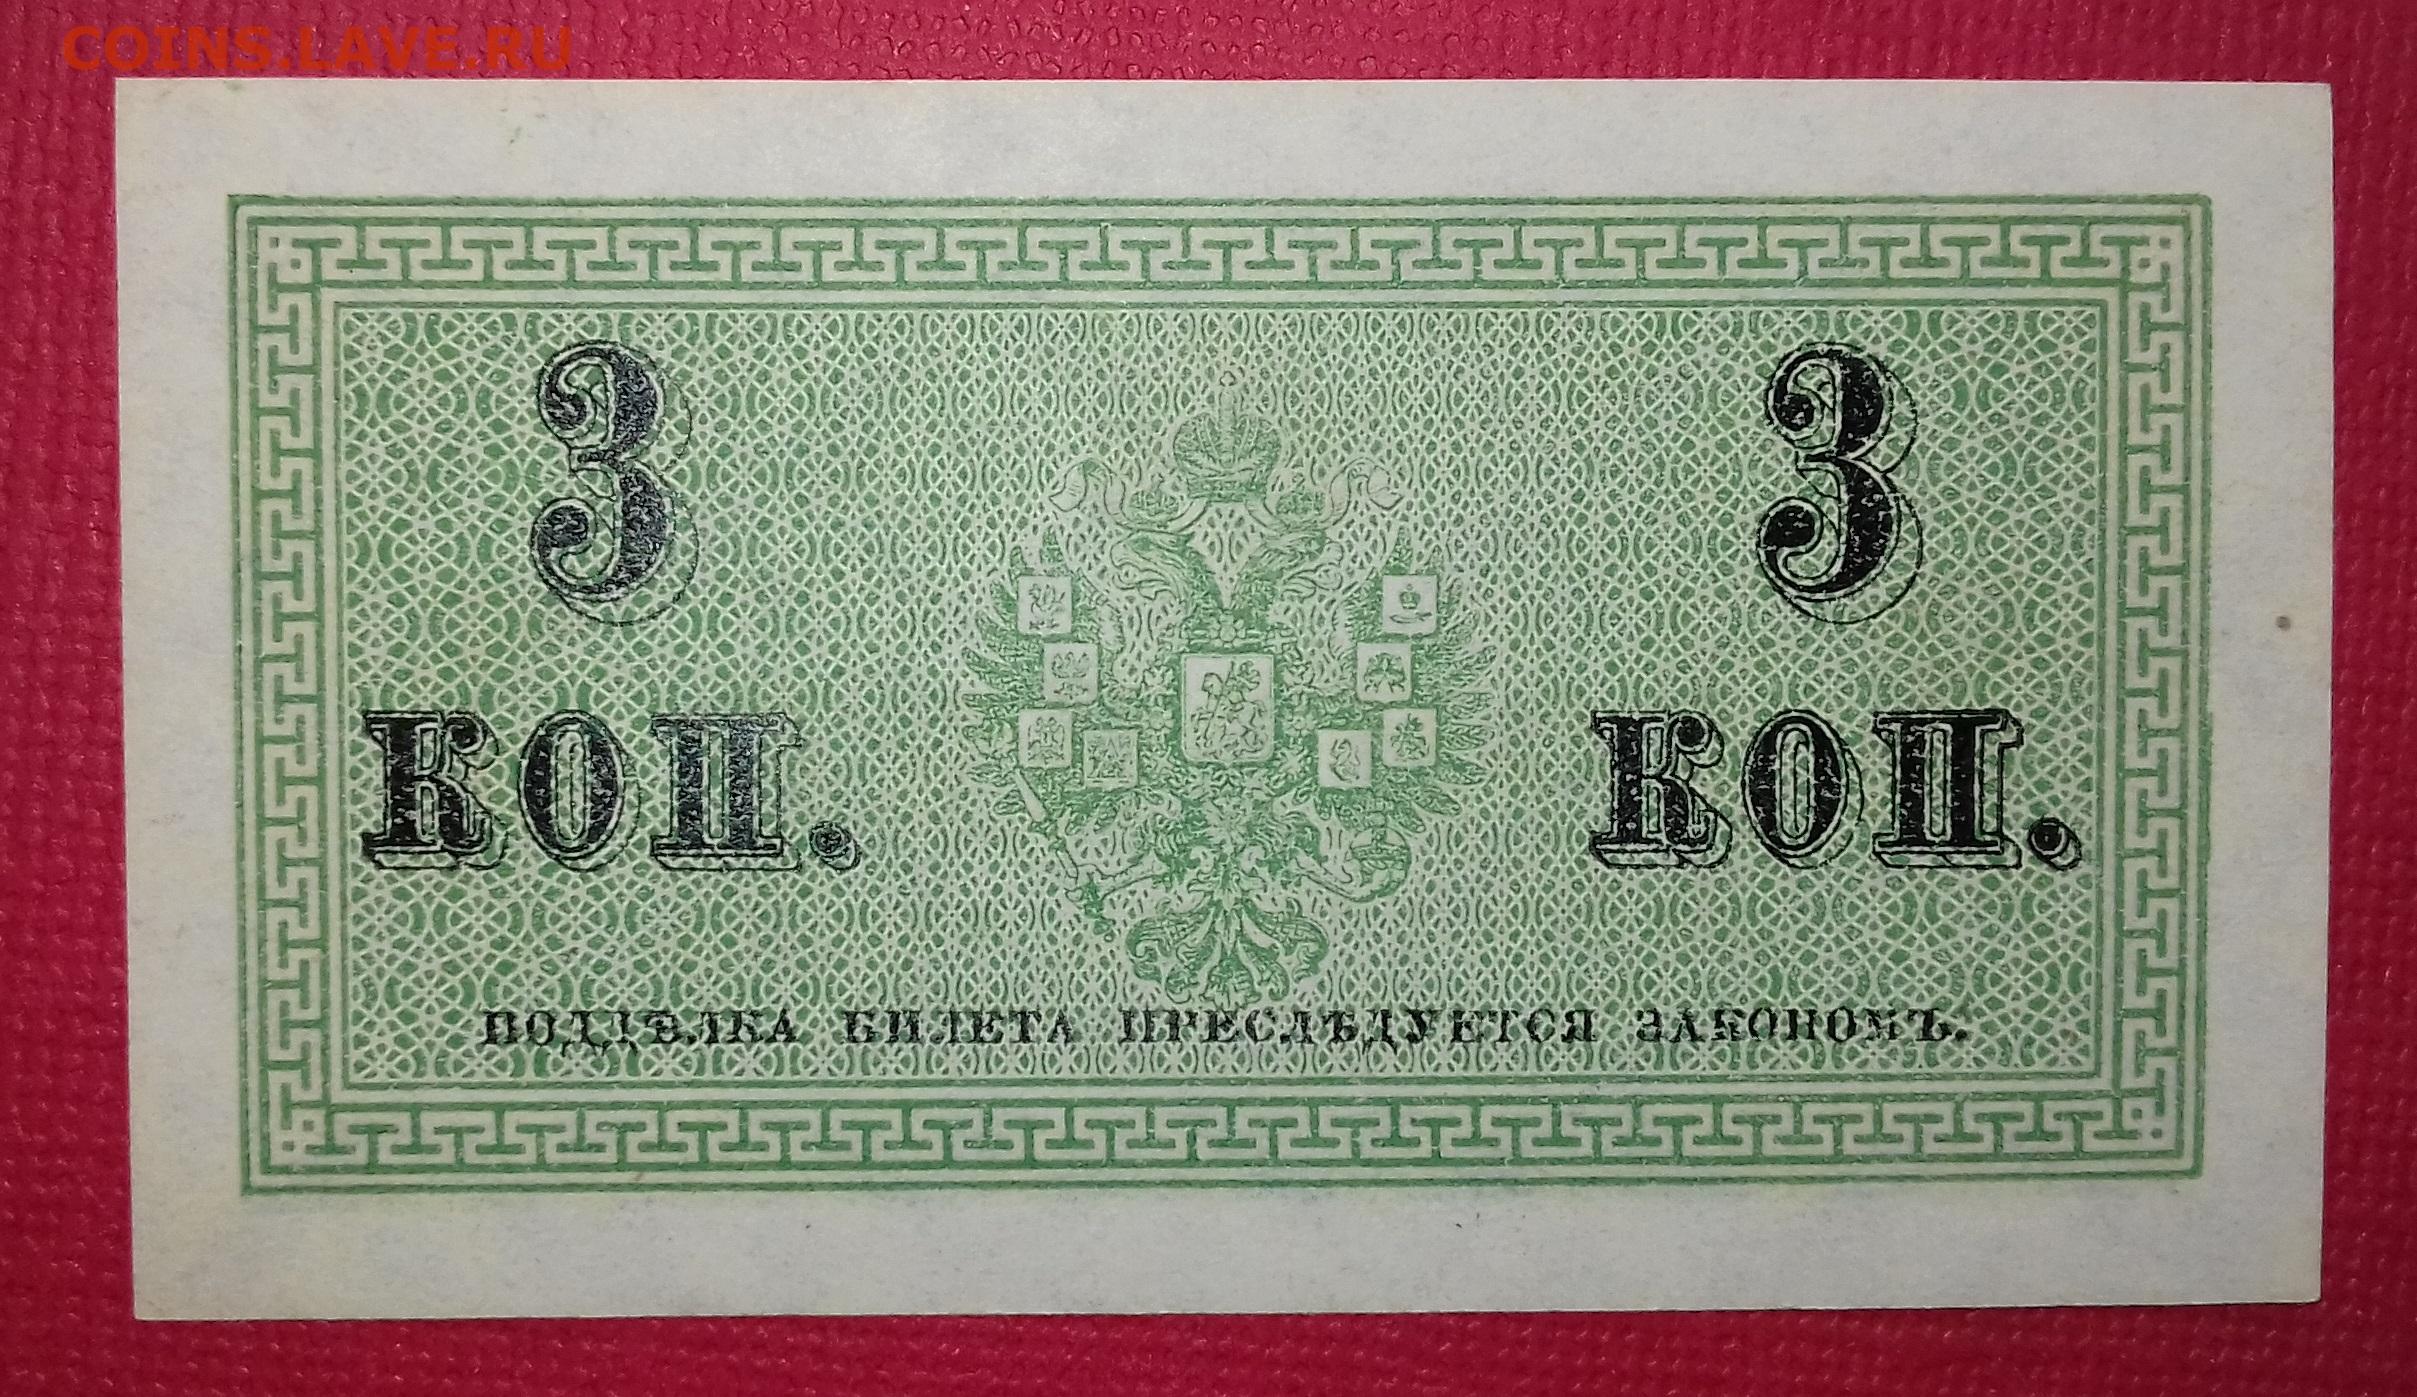 COINS.LAVE.RU
3 3
КОП. КОП.
ПОДДѢЛКА БИЛЕТА ПРЕСЛѢДУЕТСЯ ЗАКОНОМЪ.